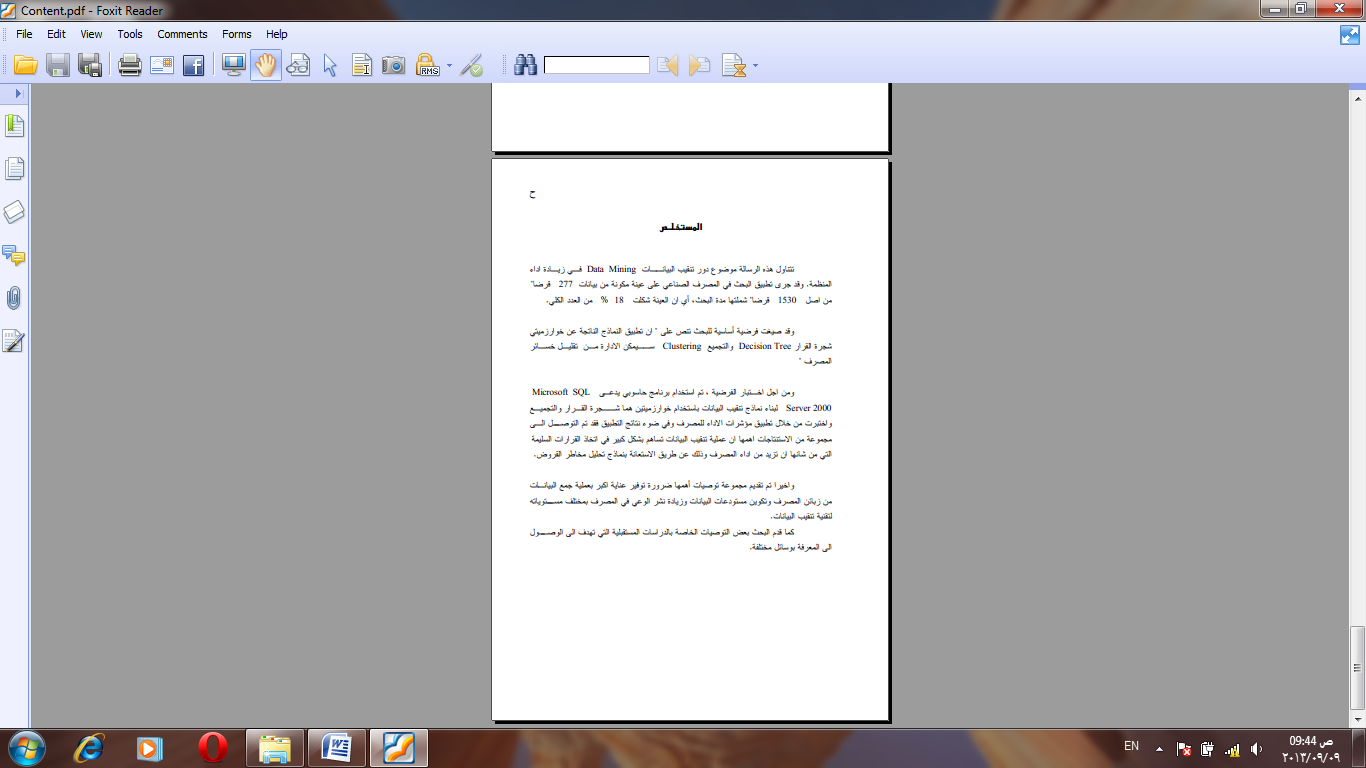 Content.pdf - Foxit Reader
File Edit View Tools Comments Forms Help
RMS
ح
المستخلص
تتناول هذه الرسالة موضوع دور تنقيب البيانات Data Mining في زيادة اداء
المنظمة. وقد جرى تطبيق البحث في المصرف الصناعي على عينة مكونة من بيانات 277 قرضا"
من اصل 1530 قرضا" شملتها مدة البحث، أي ان العينة شكلت 18 % من العدد الكلي.
وقد صيغت فرضية أساسية للبحث تنص على " ان تطبيق النماذج الناتجة عن خوارزميتي
شجرة القرار Decision Tree والتجميع Clustering سيمكن الادارة من تقليل خسائر
المصرف "
ومن اجل اختبار الفرضية ، تم استخدام برنامج حاسوبي يدعى Microsoft SQL
Server 2000 لبناء نماذج تنقيب البيانات باستخدام خوارزميتين هما شجرة القرار والتجميع
واختبرت من خلال تطبيق مؤشرات الاداء للمصرف وفي ضوء نتائج التطبيق فقد تم التوصل الى
مجموعة من الاستنتاجات اهمها ان عملية تنقيب البيانات تساهم بشكل كبير في اتخاذ القرارات السليمة
التي من شانها ان تزيد من اداء المصرف وذلك عن طريق الاستعانة بنماذج تحليل مخاطر القروض.
واخيرا تم تقديم مجموعة توصيات أهمها ضرورة توفير عناية اكبر بعملية جمع البيانات
من زبائن المصرف وتكوين مستودعات البيانات وزيادة نشر الوعي في المصرف بمختلف مستوياته
لتقنية تنقيب البيانات.
كما قدم البحث بعض التوصيات الخاصة بالدراسات المستقبلية التي تهدف الى الوصول
الى المعرفة بوسائل مختلفة.
EN
09:44 ص
٢٠١٣/٠٩/٠٩